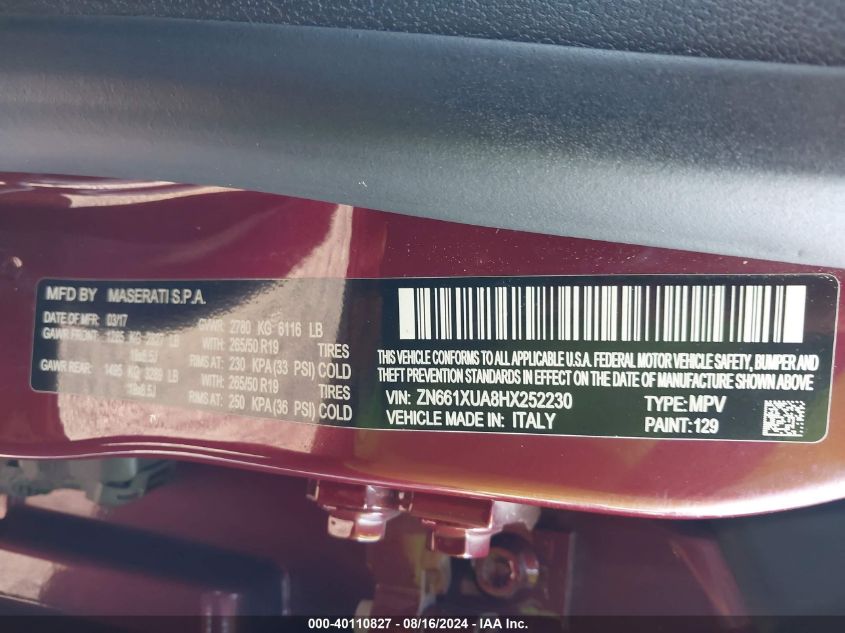 MFD BY MASERATI S.P.A.
DATE OF MFR: 03/17
GVWR: 2780 KG 6116 LB
GAWR FRONT: 1285 KG 2827 LB
WITH: 265/50 R19 TIRES
RIMS AT: 230 KPA (33 PSI) COLD
GAWR REAR: 1495 KG 3289 LB
WITH: 265/50 R19 TIRES
RIMS AT: 250 KPA (36 PSI) COLD
THIS VEHICLE CONFORMS TO ALL APPLICABLE U.S.A. FEDERAL MOTOR VEHICLE SAFETY, BUMPER AND
THEFT PREVENTION STANDARDS IN EFFECT ON THE DATE OF MANUFACTURE SHOWN ABOVE
VIN: ZN661XUA8HX252230 TYPE: MPV
VEHICLE MADE IN: ITALY PAINT: 129
000-40110827 - 08/16/2024 - IAA Inc.